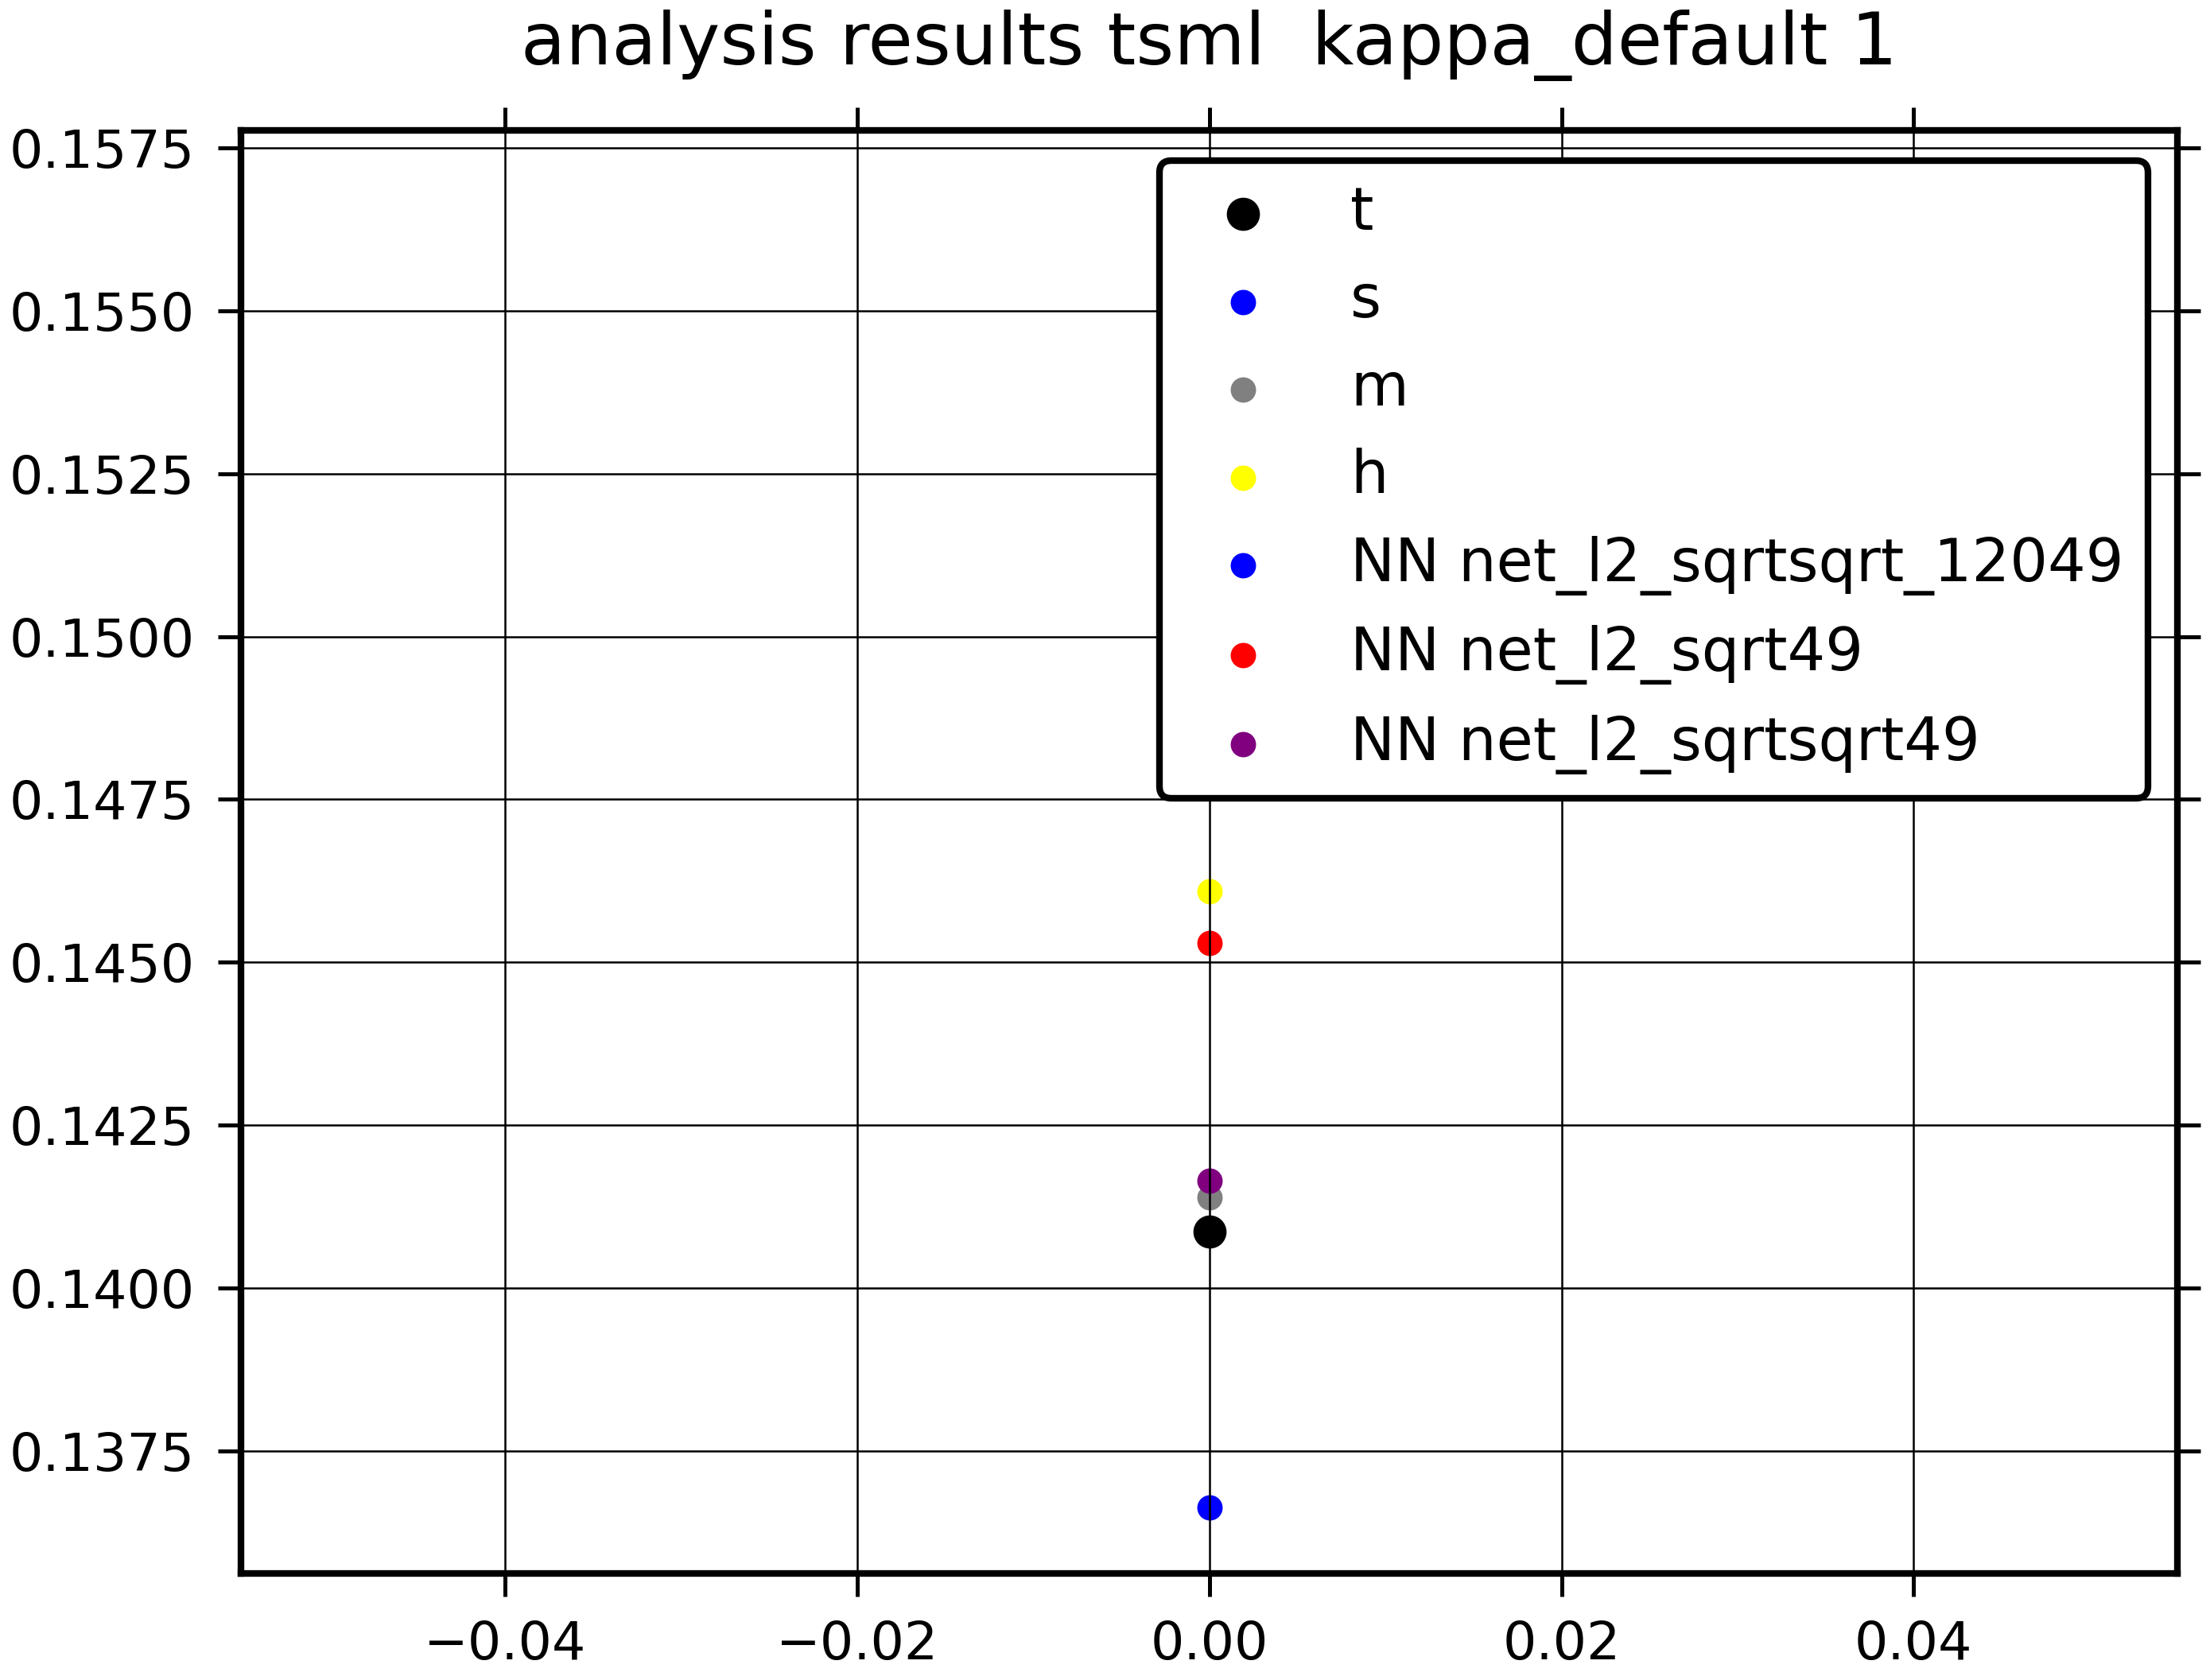 analysis results tsml  kappa_default 1
0.1575
0.1550
0.1525
0.1500
0.1475
0.1450
0.1425
0.1400
0.1375
t
s
m
h
NN net_l2_sqrtsqrt_12049
NN net_l2_sqrt49
NN net_l2_sqrtsqrt49
−0.04
−0.02
0.00
0.02
0.04